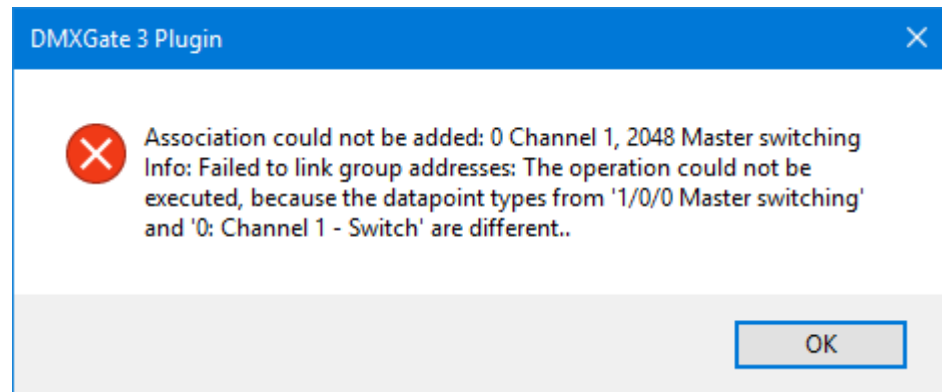 DMXGate 3 Plugin
Association could not be added: 0 Channel 1, 2048 Master switching
Info: Failed to link group addresses: The operation could not be
executed, because the datapoint types from '1/0/0 Master switching'
and '0: Channel 1 - Switch' are different..
OK